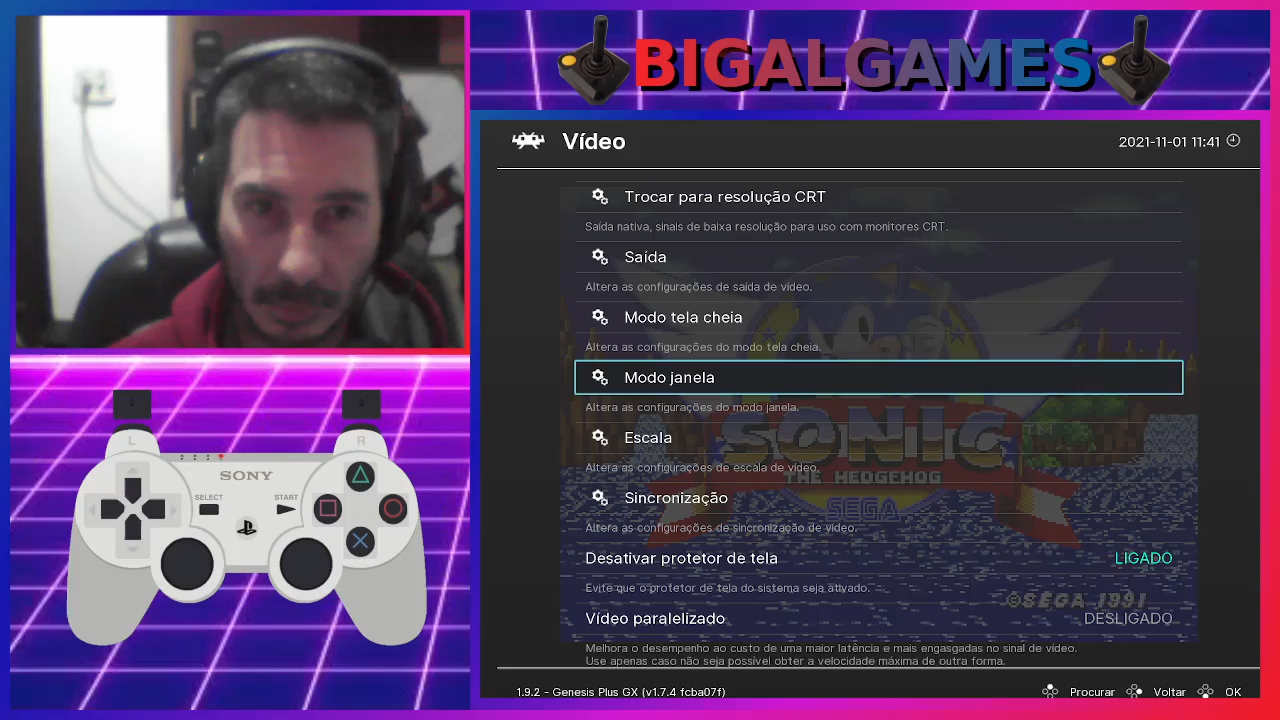 BIGALGAMES
Vídeo
2021-11-01 11:41
Trocar para resolução CRT
Saída nativa, sinais de baixa resolução para uso com monitores CRT.
Saída
Altera as configurações de saída de vídeo.
Modo tela cheia
Altera as configurações do modo tela cheia.
Modo janela
Altera as configurações do modo janela.
Escala
Altera as configurações de escala de vídeo.
Sincronização
Altera as configurações de sincronização de vídeo.
Desativar protetor de tela LIGADO
Evite que o protetor de tela do sistema seja ativado.
Vídeo paralelizado DESLIGADO
Melhora o desempenho ao custo de uma maior latência e mais engasgadas no sinal de vídeo.
Use apenas caso não seja possível obter a velocidade máxima de outra forma.
1.9.2 - Genesis Plus GX (v1.7.4 fcba07f)
Procurar Voltar OK
SONIC
TM
THE HEDGEHOG
SEGA
©SEGA 1991
2 2
L R
SONY
SELECT START